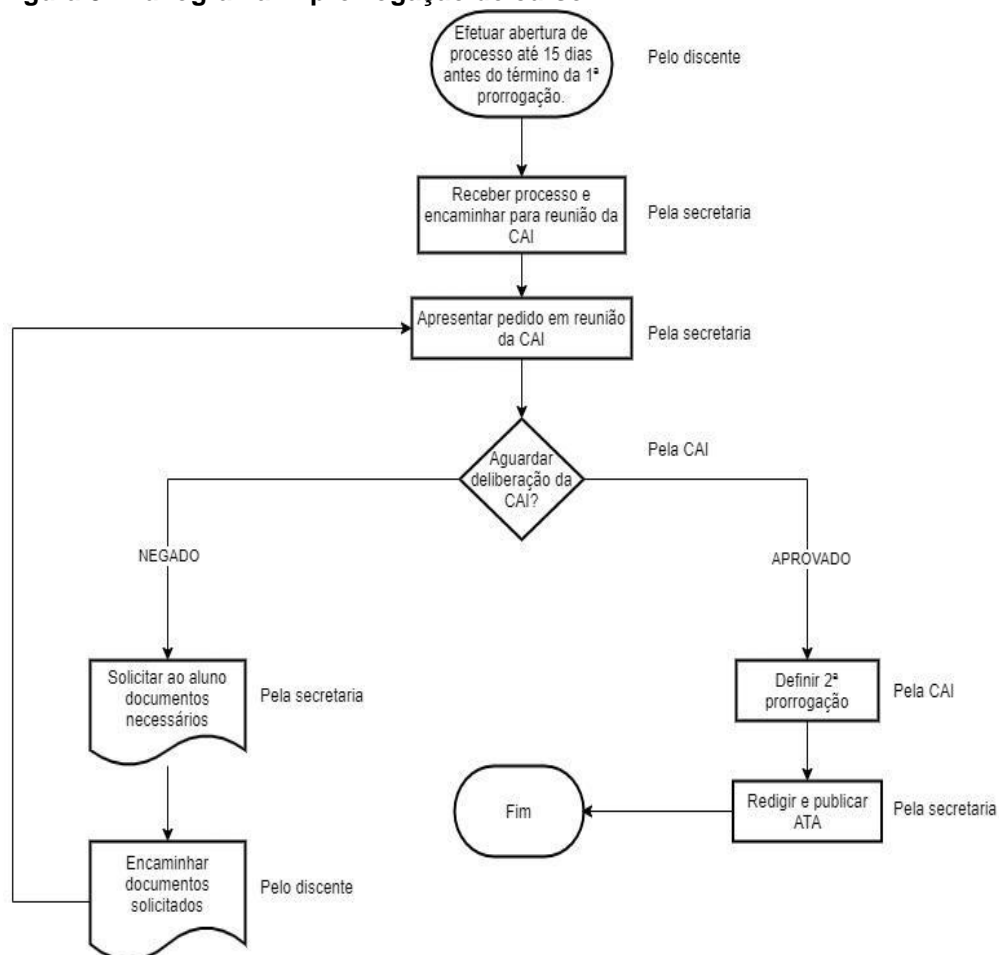 Efetuar abertura de
processo até 15 dias
antes do término da 1ª
prorrogação.
Pelo discente
Receber processo e
encaminhar para reunião da
CAI
Pela secretaria
Apresentar pedido em reunião
da CAI
Pela secretaria
Aguardar
deliberação da
CAI?
Pela CAI
NEGADO
APROVADO
Solicitar ao aluno
documentos
necessários
Pela secretaria
Definir 2ª
prorrogação
Pela CAI
Redigir e publicar
ATA
Pela secretaria
Fim
Encaminhar
documentos
solicitados
Pelo discente